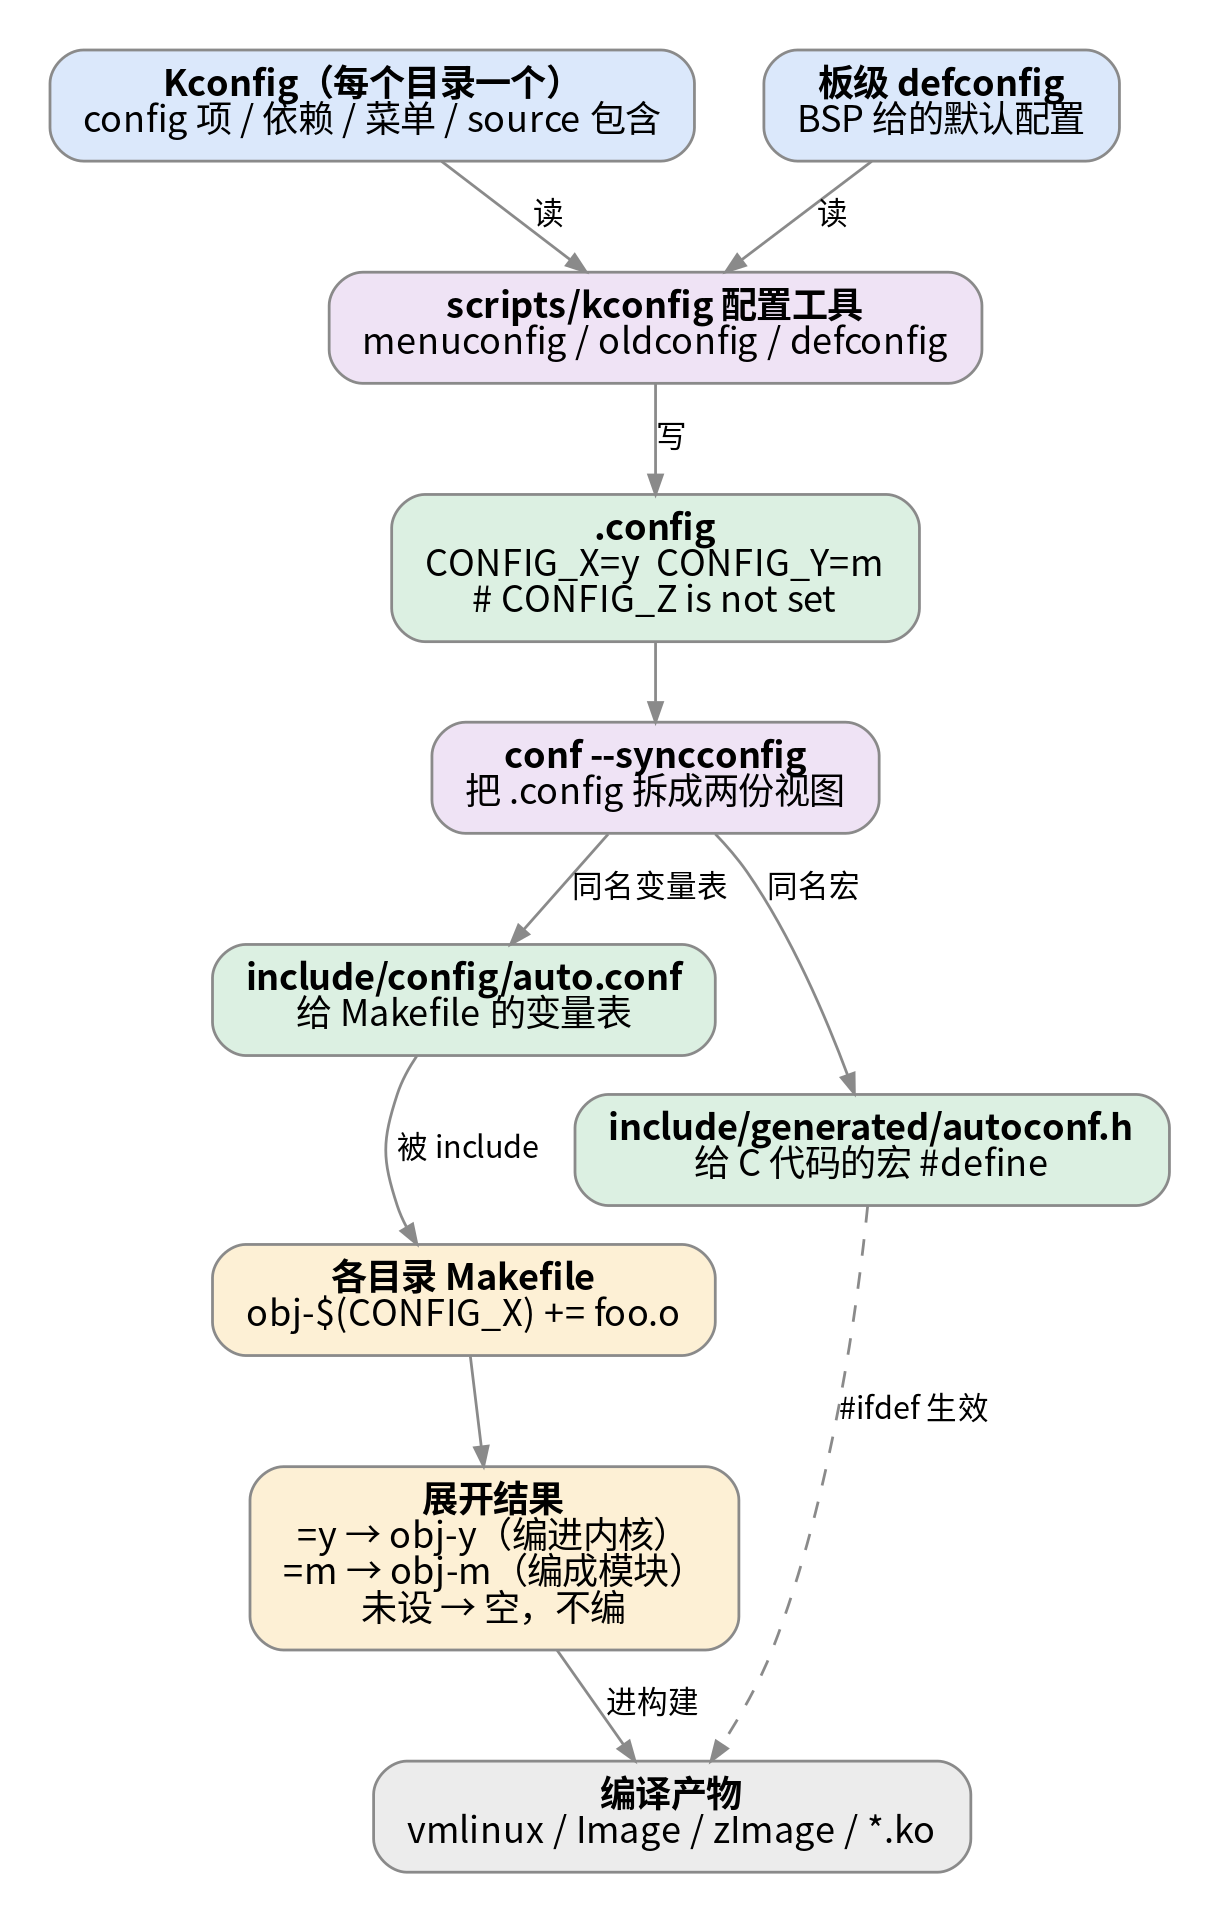 Kconfig（每个目录一个）
config 项 / 依赖 / 菜单 / source 包含
板级 defconfig
BSP 给的默认配置
读
读
scripts/kconfig 配置工具
menuconfig / oldconfig / defconfig
写
.config
CONFIG_X=y  CONFIG_Y=m
# CONFIG_Z is not set
conf --syncconfig
把 .config 拆成两份视图
同名变量表
同名宏
include/config/auto.conf
给 Makefile 的变量表
include/generated/autoconf.h
给 C 代码的宏 #define
被 include
各目录 Makefile
obj-$(CONFIG_X) += foo.o
#ifdef 生效
展开结果
=y → obj-y（编进内核）
=m → obj-m（编成模块）
未设 → 空，不编
进构建
编译产物
vmlinux / Image / zImage / *.ko